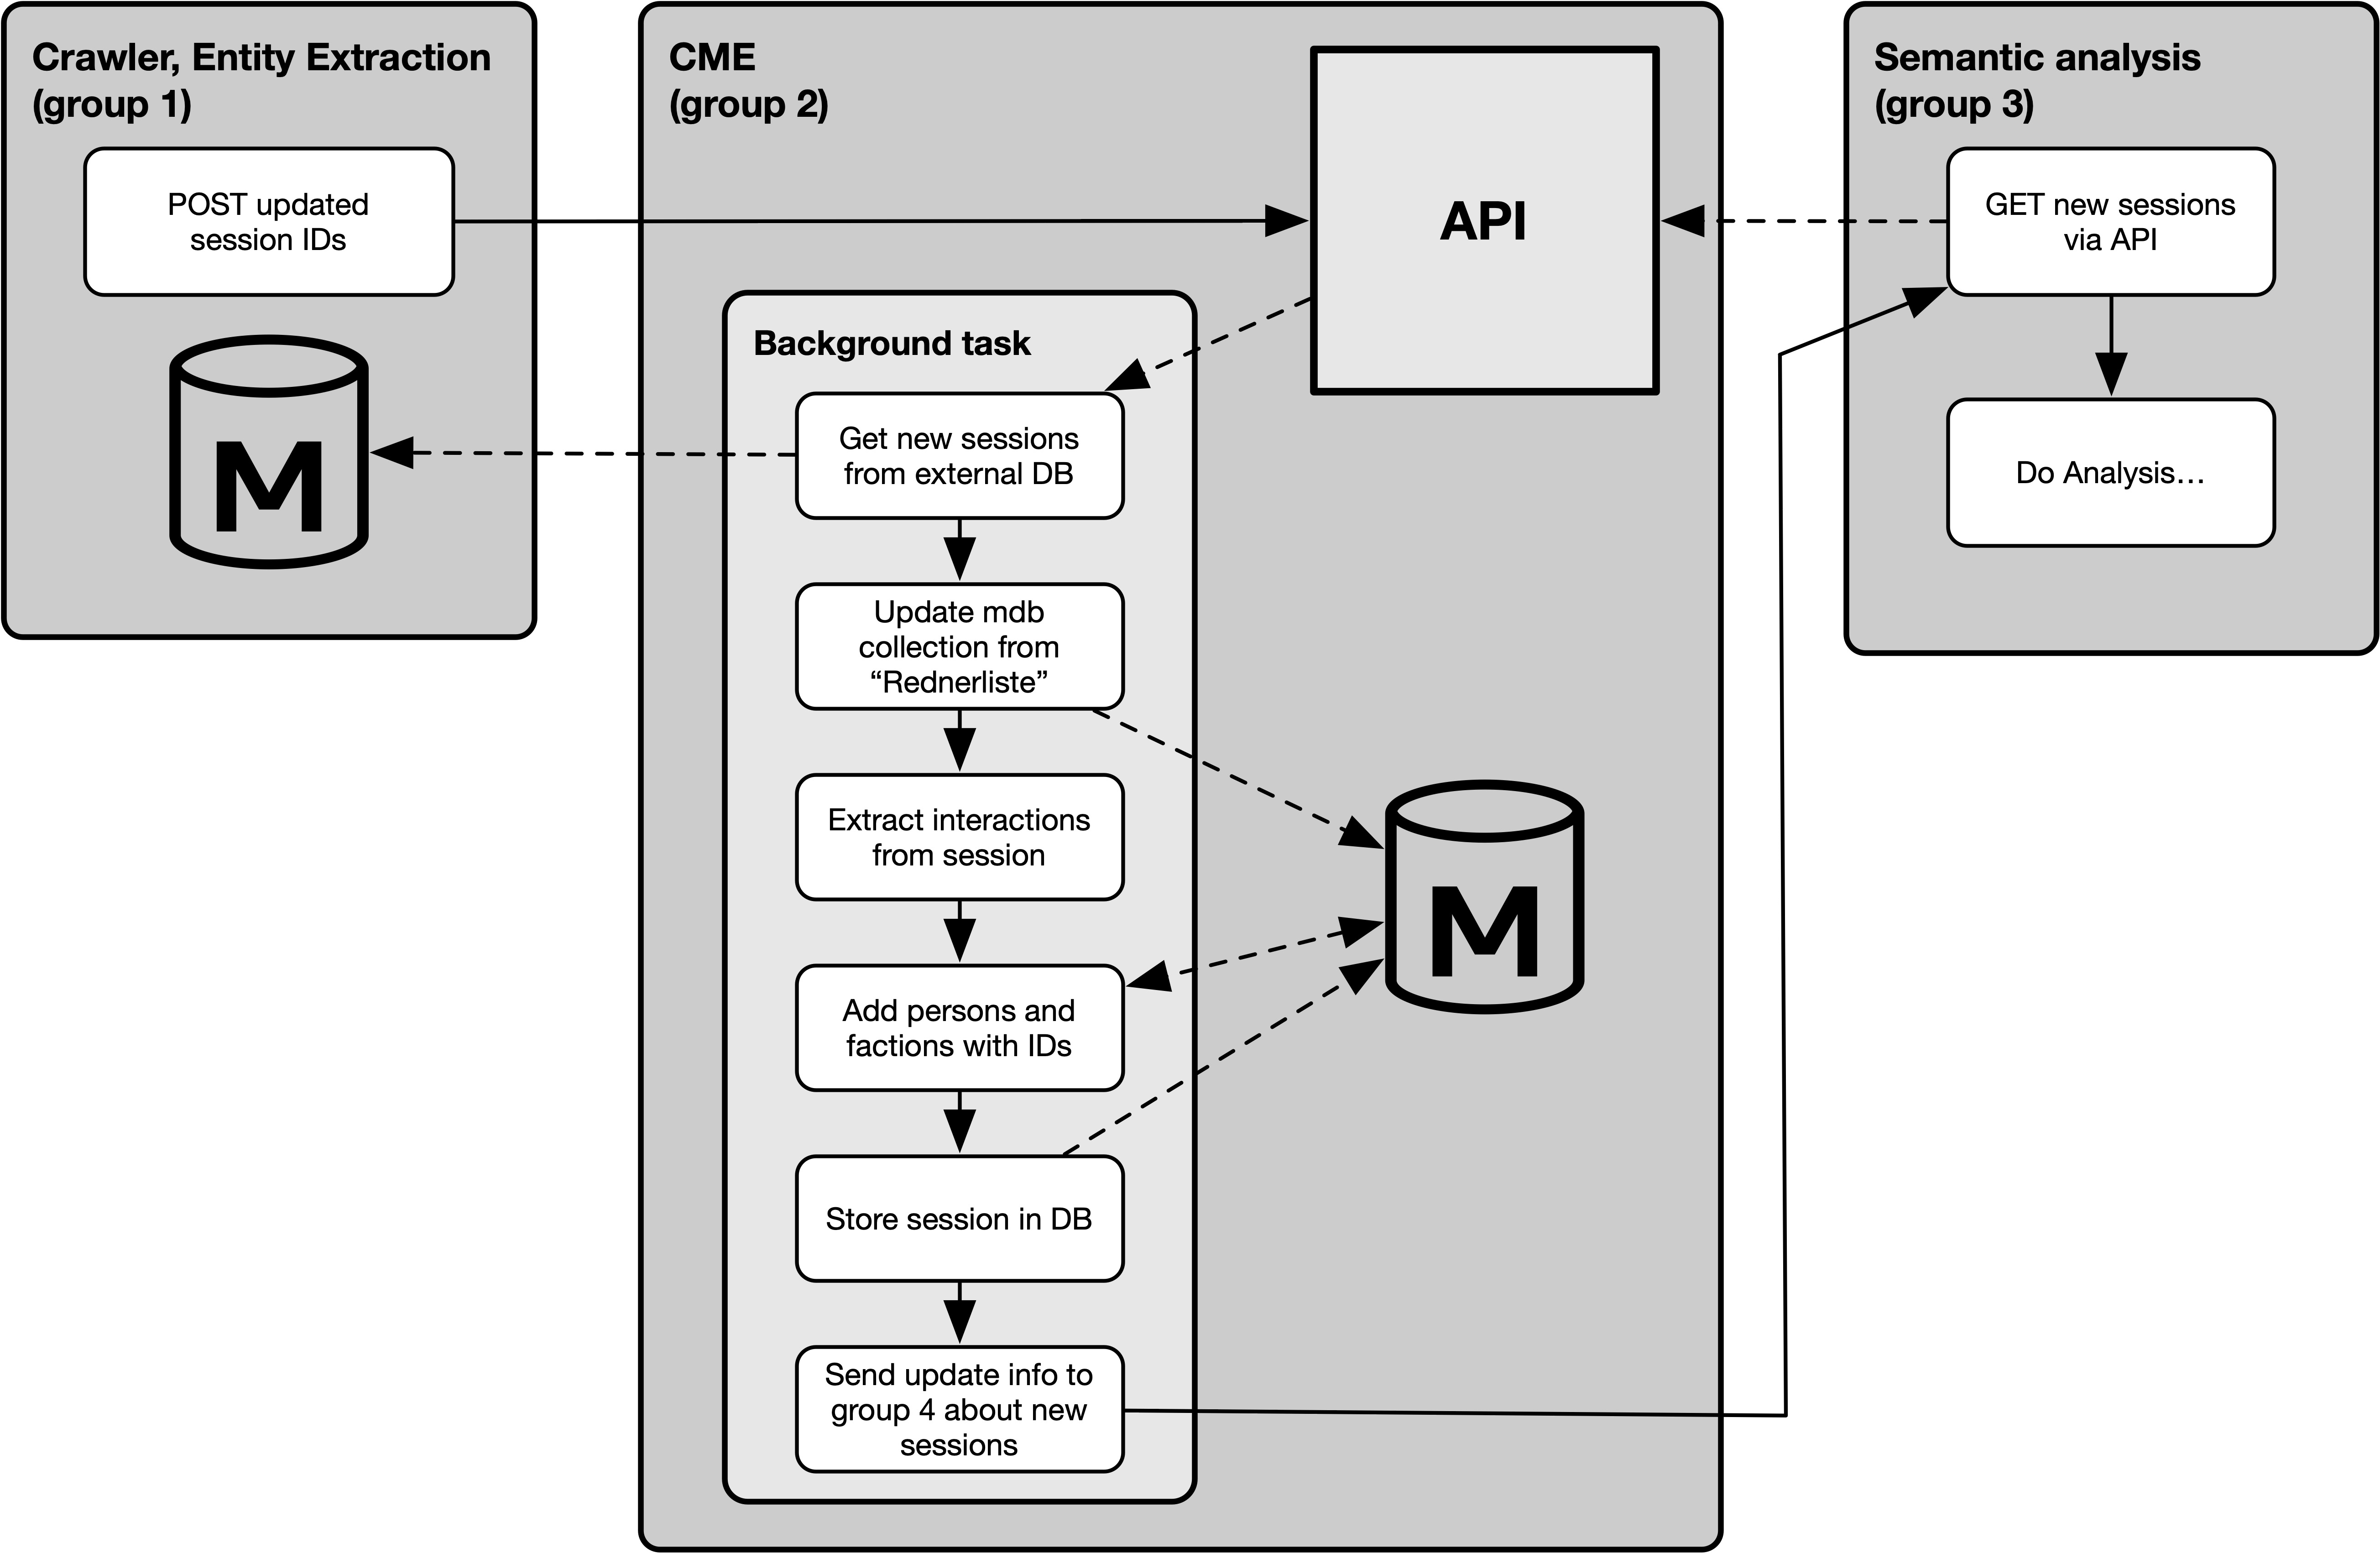 Crawler, Entity Extraction
(group 1)
POST updated
session IDs
M
CME
(group 2)
API
Background task
Get new sessions
from external DB
Update mdb
collection from
“Rednerliste”
Extract interactions
from session
Add persons and
factions with IDs
Store session in DB
Send update info to
group 4 about new
sessions
M
Semantic analysis
(group 3)
GET new sessions
via API
Do Analysis…